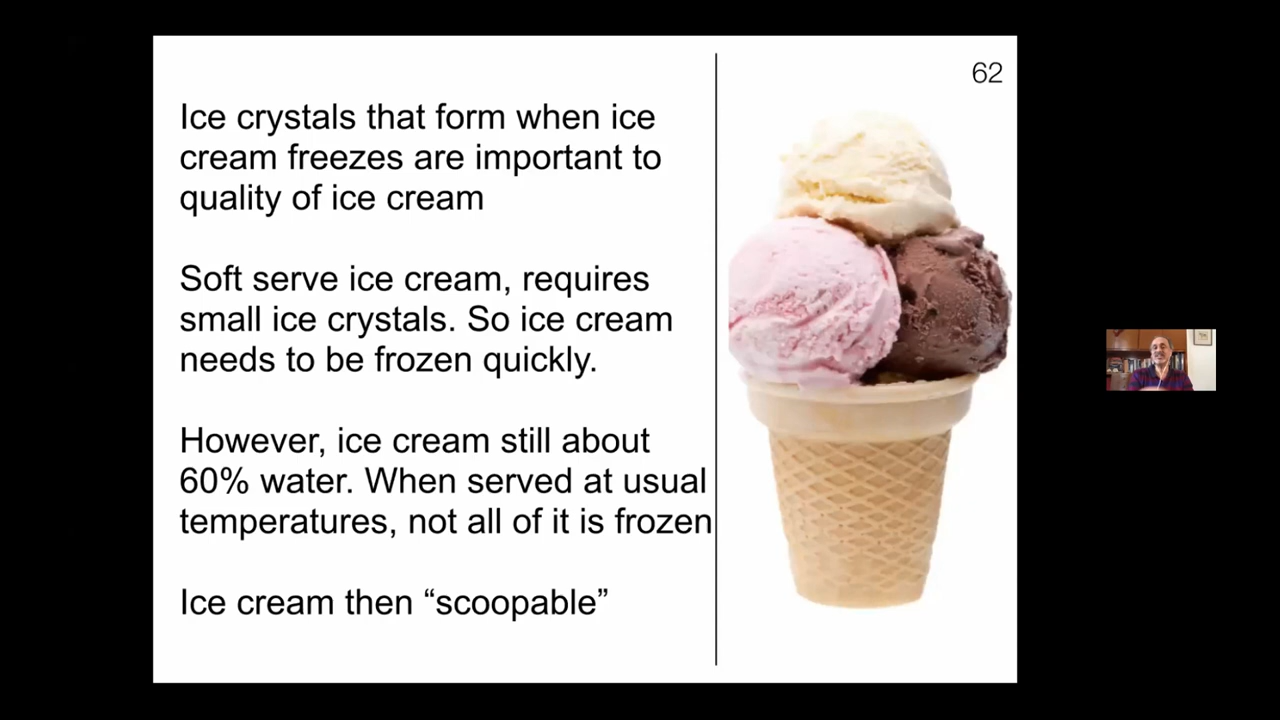 62
Ice crystals that form when ice
cream freezes are important to
quality of ice cream
Soft serve ice cream, requires
small ice crystals. So ice cream
needs to be frozen quickly.
However, ice cream still about
60% water. When served at usual
temperatures, not all of it is frozen
Ice cream then “scoopable”